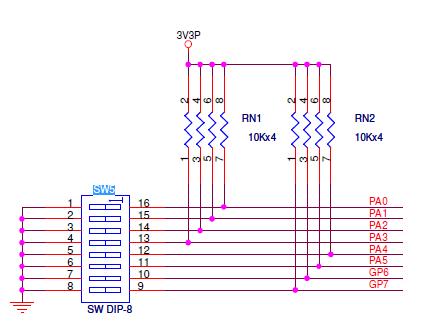 3V3P
2 4 6 8
2 4 6 8
RN1
RN2
10Kx4
10Kx4
1 3 5 7
1 3 5 7
SW5
1 16 PA0
2 15 PA1
3 14 PA2
4 13 PA3
5 12 PA4
6 11 PA5
7 10 GP6
8 9 GP7
SW DIP-8